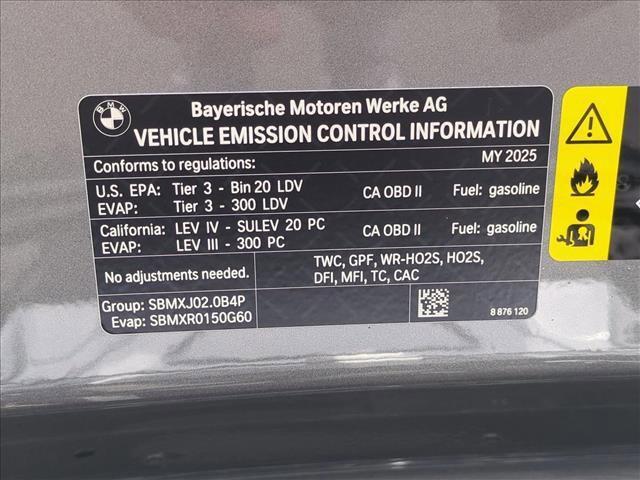 BMW
Bayerische Motoren Werke AG
VEHICLE EMISSION CONTROL INFORMATION
Conforms to regulations: MY 2025
U.S. EPA: Tier 3 - Bin 20 LDV CA OBD II Fuel: gasoline
EVAP: Tier 3 - 300 LDV
California: LEV IV - SULEV 20 PC CA OBD II Fuel: gasoline
EVAP: LEV III - 300 PC
No adjustments needed. TWC, GPF, WR-HO2S, HO2S,
DFI, MFI, TC, CAC
Group: SBMXJ02.0B4P
Evap: SBMXR0150G60 8 876 120